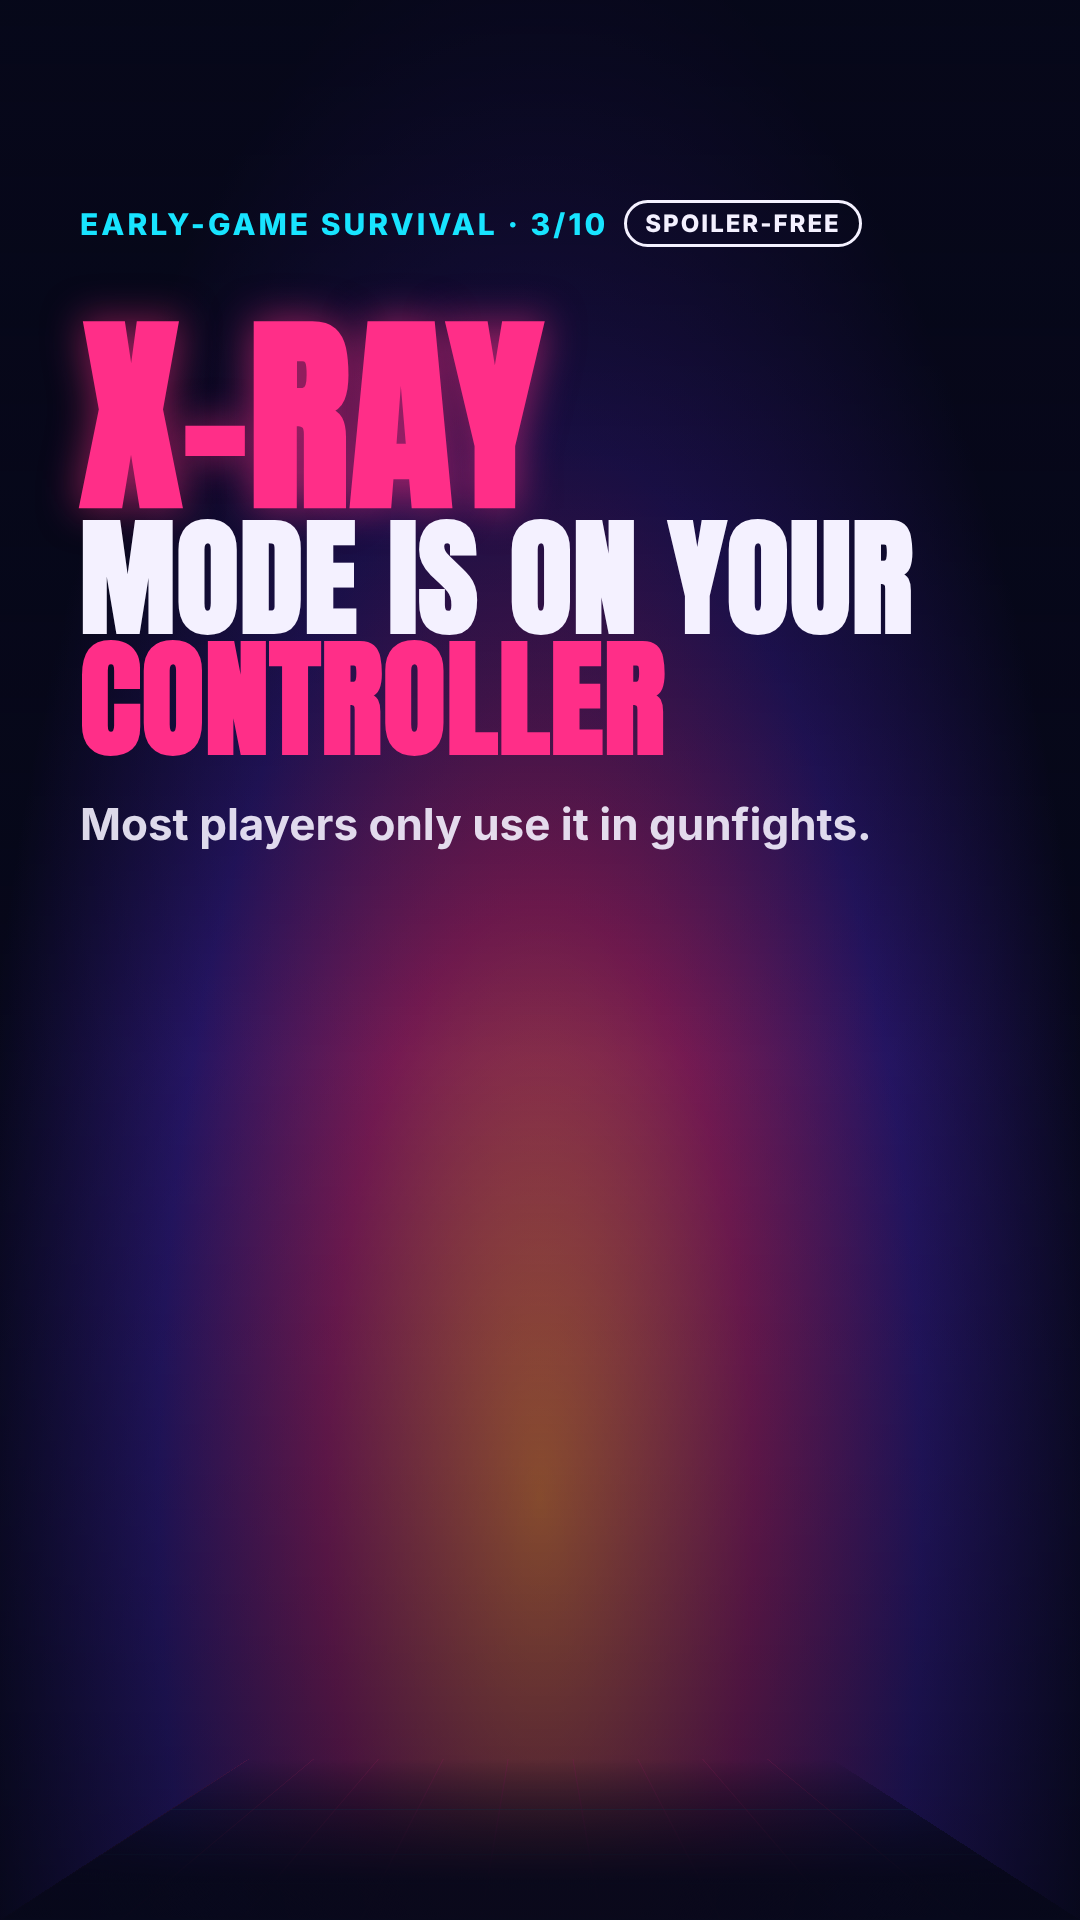 EARLY-GAME SURVIVAL · 3/10 SPOILER-FREE
X-RAY
MODE IS ON YOUR
CONTROLLER
Most players only use it in gunfights.